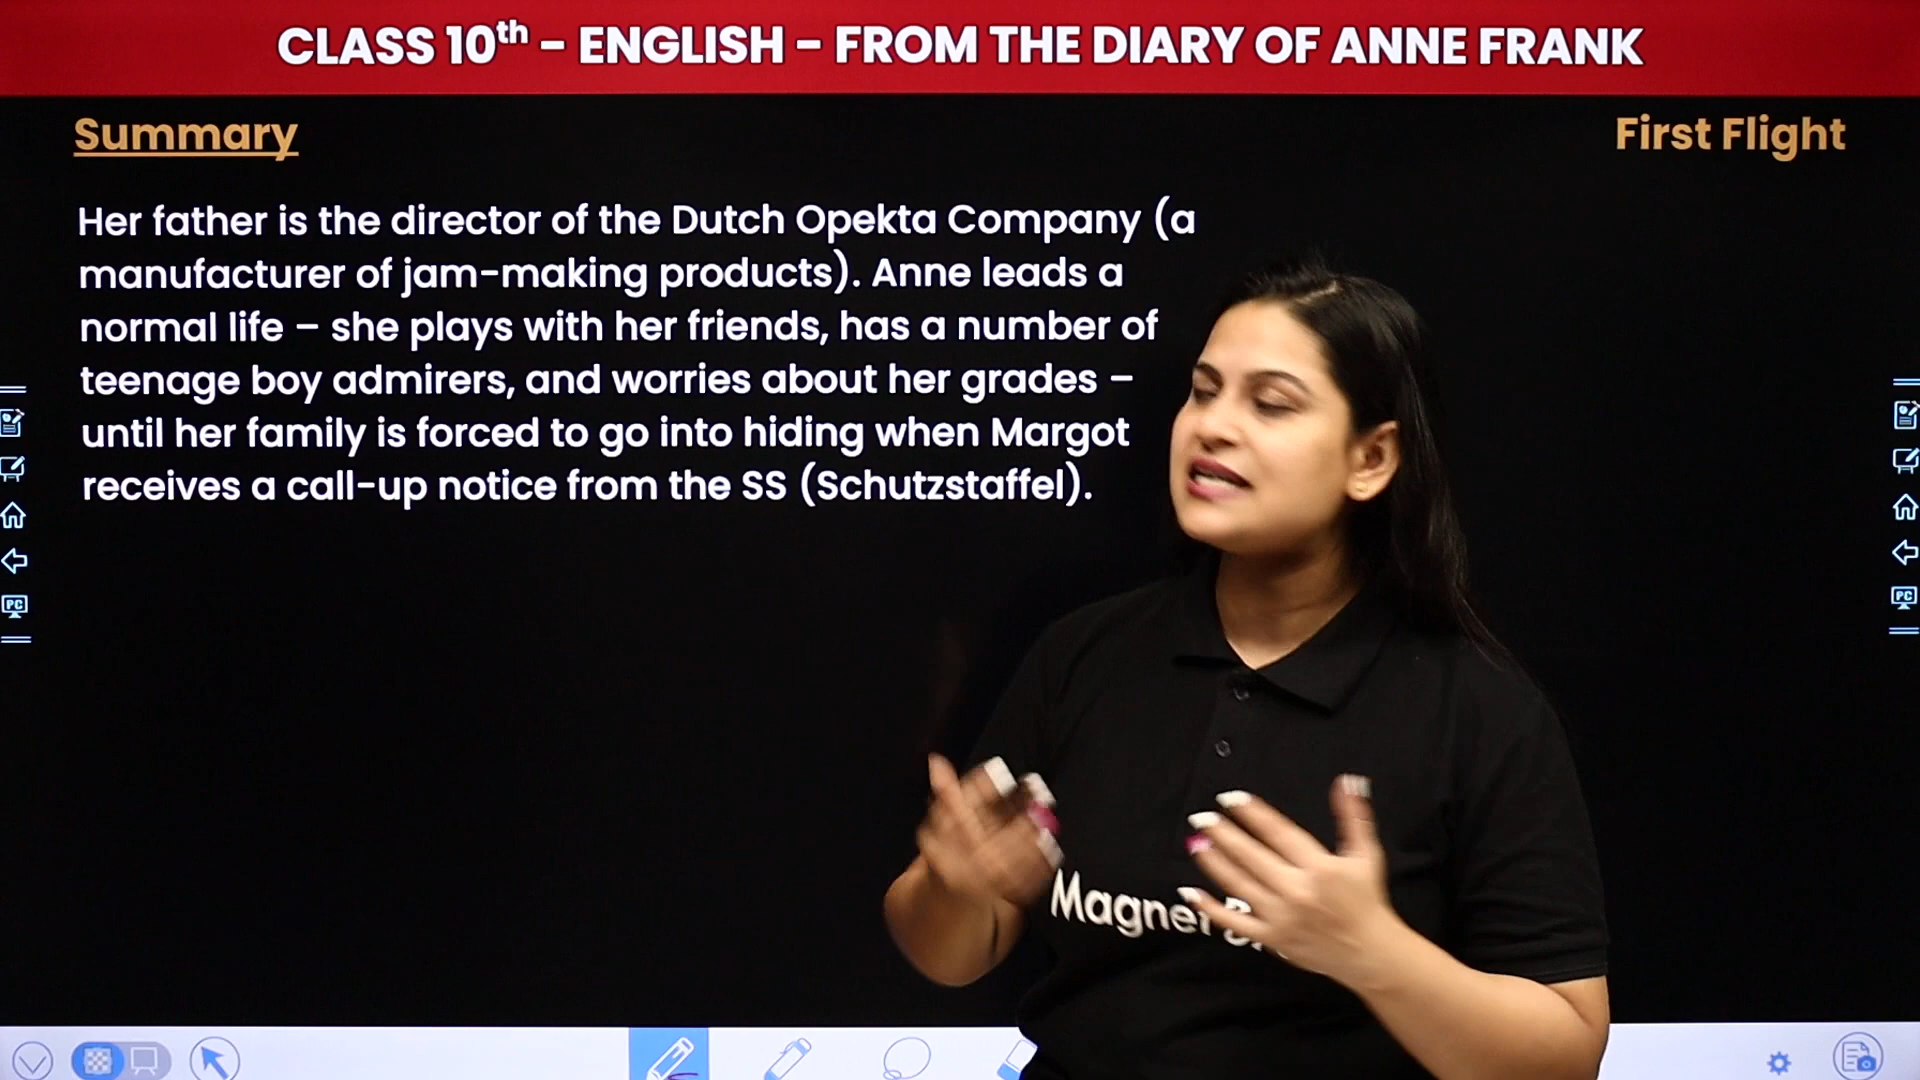 CLASS 10th - ENGLISH - FROM THE DIARY OF ANNE FRANK
Summary
First Flight
Her father is the director of the Dutch Opekta Company (a
manufacturer of jam-making products). Anne leads a
normal life – she plays with her friends, has a number of
teenage boy admirers, and worries about her grades –
until her family is forced to go into hiding when Margot
receives a call-up notice from the SS (Schutzstaffel).
PC
PC
Magnet